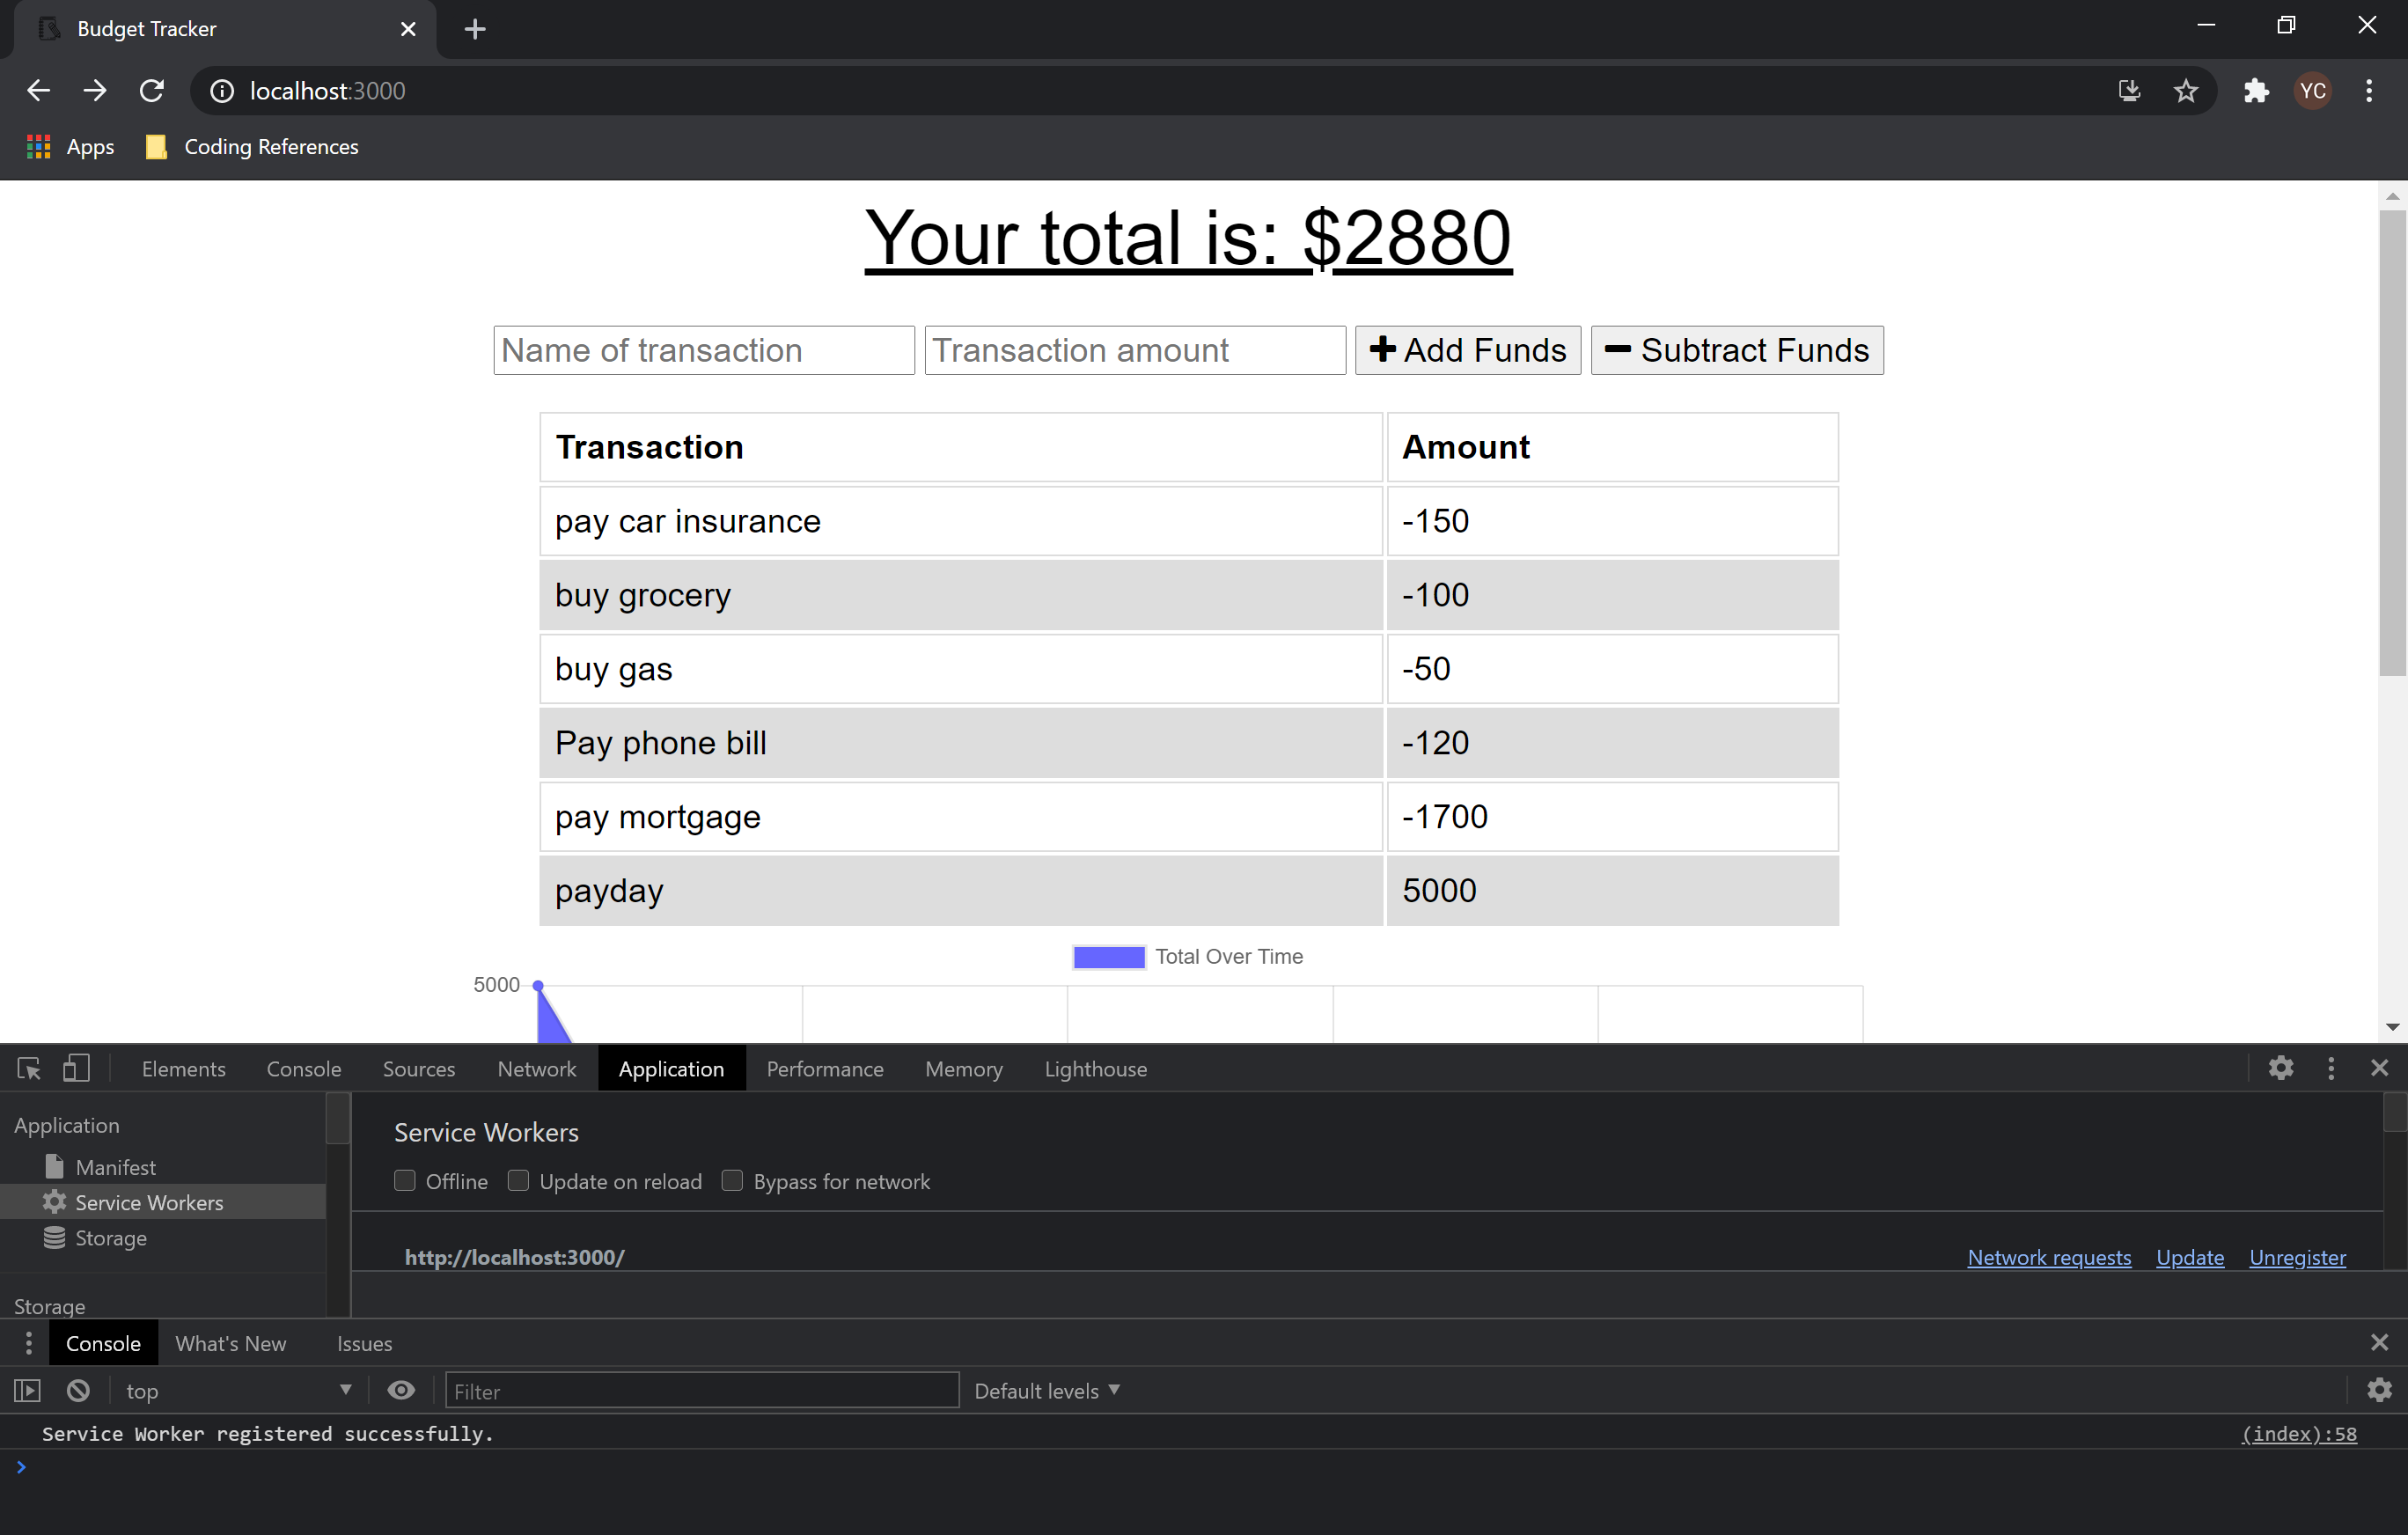 Budget Tracker
localhost:3000
YC
Apps
Coding References
Your total is: $2880
Name of transaction
Transaction amount
Add Funds
Subtract Funds
Transaction Amount
pay car insurance -150
buy grocery -100
buy gas -50
Pay phone bill -120
pay mortgage -1700
payday 5000
Total Over Time
5000
Elements Console Sources Network Application Performance Memory Lighthouse
Application
Manifest
Service Workers
Storage
Storage
Service Workers
Offline Update on reload Bypass for network
http://localhost:3000/
Network requests Update Unregister
Console What's New Issues
top
Filter
Default levels
Service Worker registered successfully.
(index):58